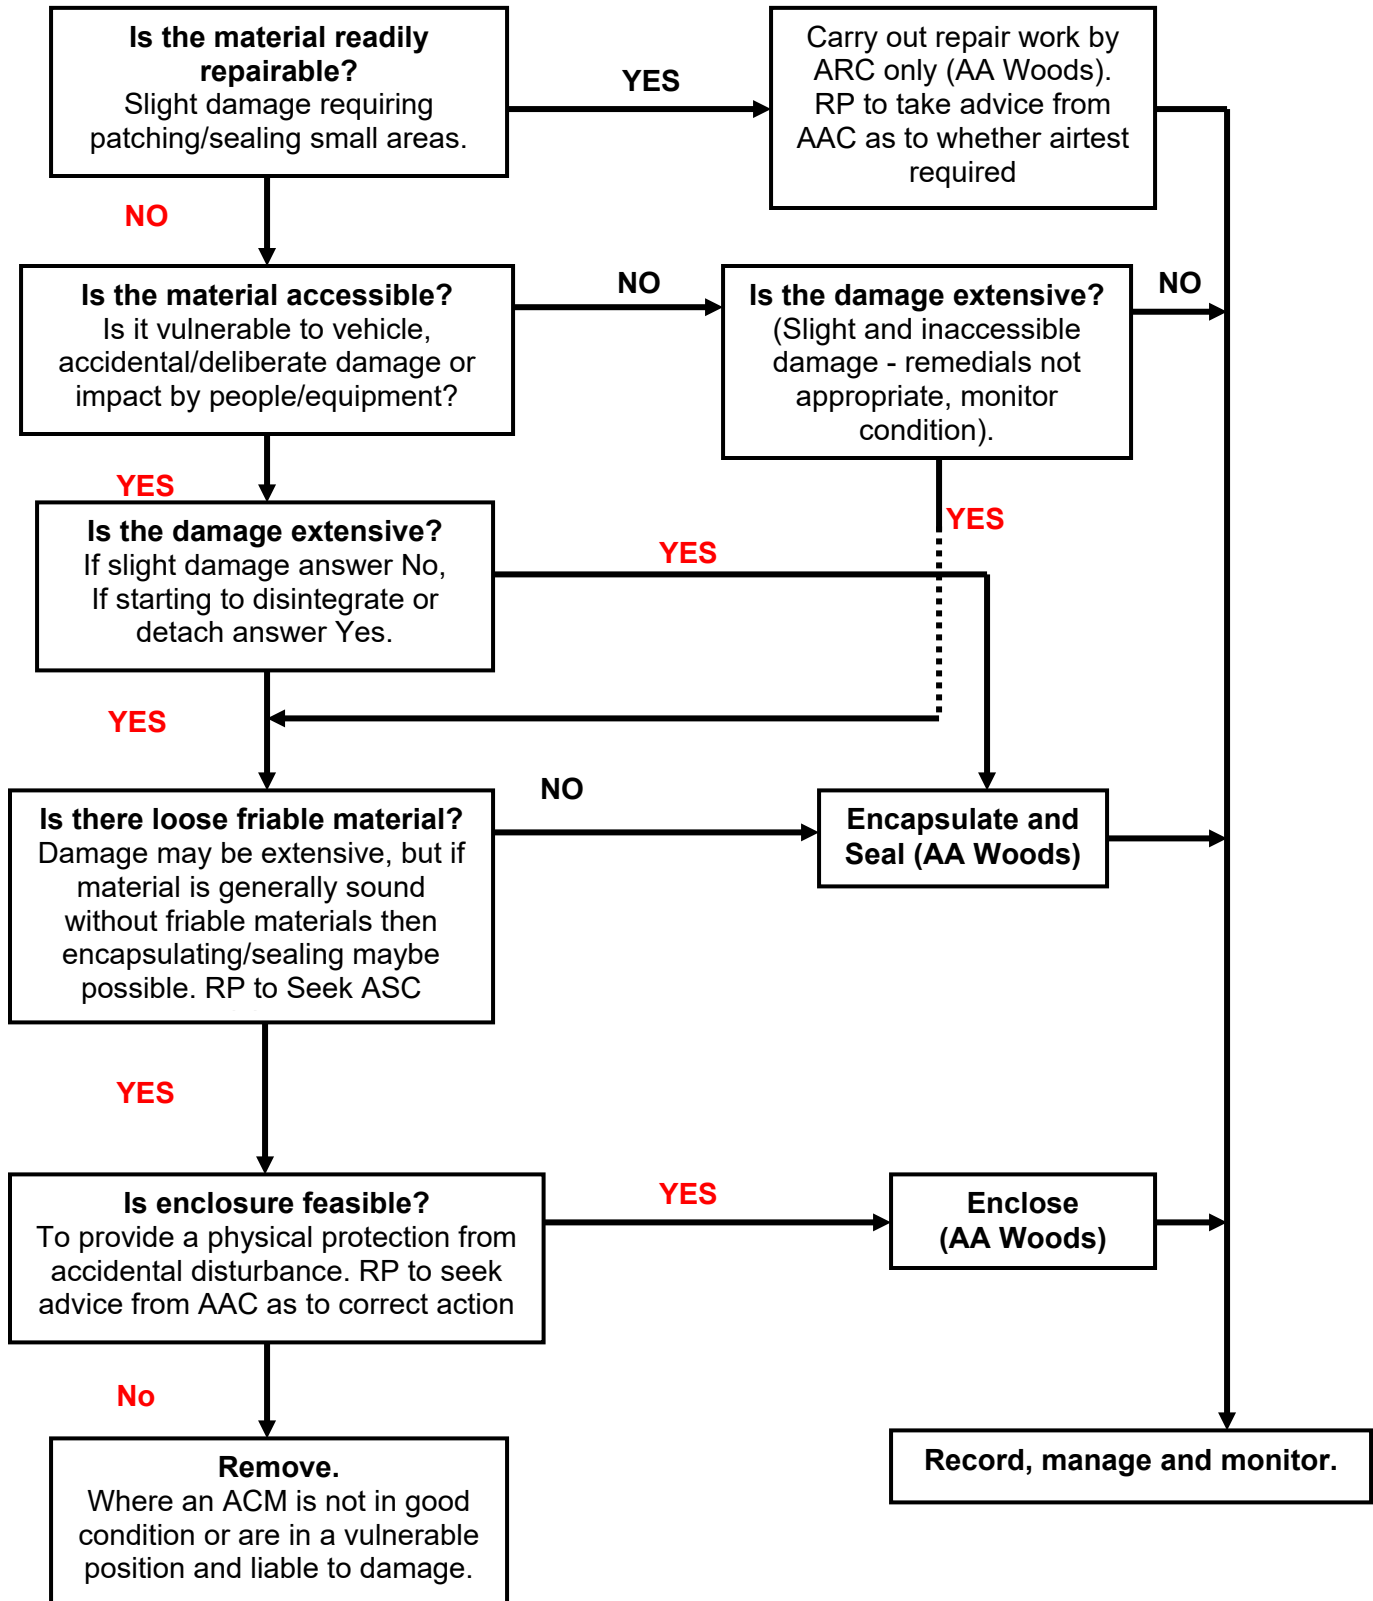 Is the material readily
repairable?
Slight damage requiring
patching/sealing small areas.
YES
Carry out repair work by
ARC only (AA Woods).
RP to take advice from
AAC as to whether airtest
required
NO
Is the material accessible?
Is it vulnerable to vehicle,
accidental/deliberate damage or
impact by people/equipment?
NO
Is the damage extensive?
(Slight and inaccessible
damage - remedials not
appropriate, monitor
condition).
NO
YES
Is the damage extensive?
If slight damage answer No,
If starting to disintegrate or
detach answer Yes.
YES
YES
YES
Is there loose friable material?
Damage may be extensive, but if
material is generally sound
without friable materials then
encapsulating/sealing maybe
possible. RP to Seek ASC
NO
Encapsulate and
Seal (AA Woods)
YES
Is enclosure feasible?
To provide a physical protection from
accidental disturbance. RP to seek
advice from AAC as to correct action
YES
Enclose
(AA Woods)
No
Remove.
Where an ACM is not in good
condition or are in a vulnerable
position and liable to damage.
Record, manage and monitor.